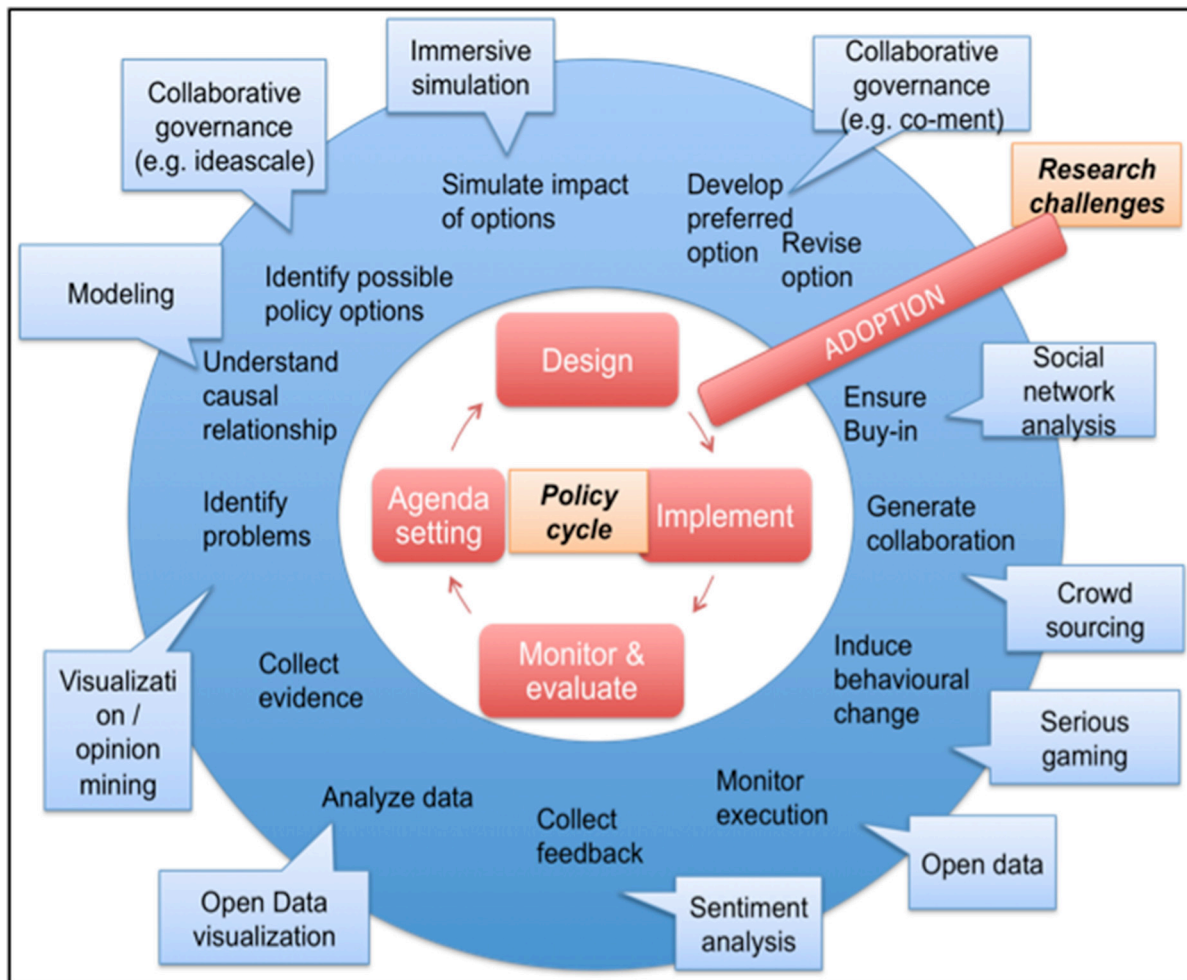 Immersive
simulation
Collaborative
governance
(e.g. co-ment)
Collaborative
governance
(e.g. ideascale)
Research
challenges
Simulate impact
of options
Develop
preferred
option
Revise
option
Modeling
Identify possible
policy options
ADOPTION
Understand
causal
relationship
Design
Social
network
analysis
Ensure
Buy-in
Identify
problems
Agenda
setting
Policy
cycle
Implement
Generate
collaboration
Crowd
sourcing
Monitor &
evaluate
Collect
evidence
Induce
behavioural
change
Visualizati
on /
opinion
mining
Serious
gaming
Analyze data
Collect
feedback
Monitor
execution
Open data
Open Data
visualization
Sentiment
analysis